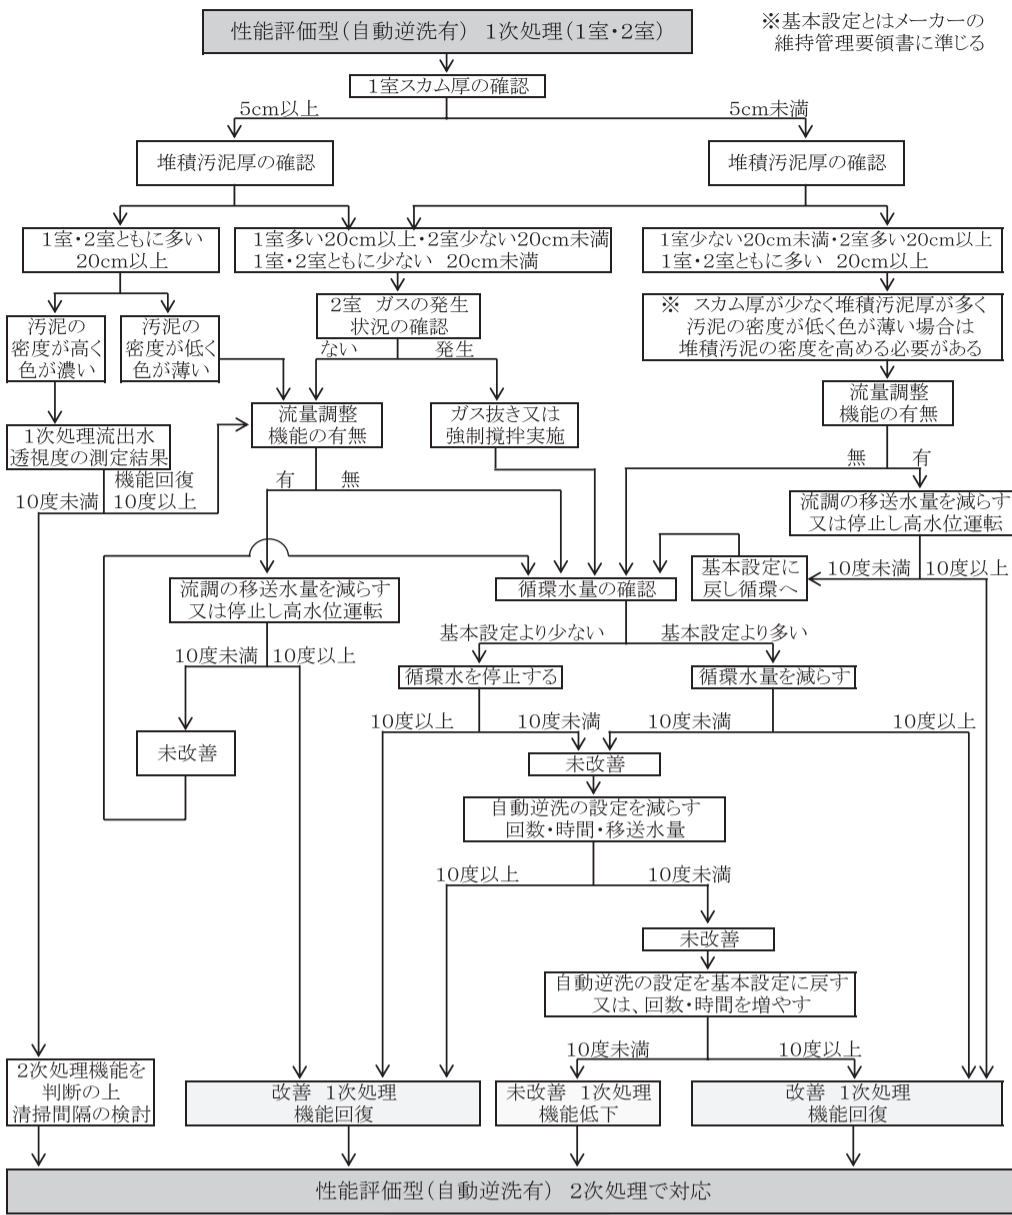 性能評価型(自動逆洗有) 1次処理(1室・2室)
※基本設定とはメーカーの
維持管理要領書に準じる
1室スカム厚の確認
5cm以上
5cm未満
堆積汚泥厚の確認
堆積汚泥厚の確認
1室・2室ともに多い
20cm以上
1室多い20cm以上・2室少ない20cm未満
1室・2室ともに少ない 20cm未満
1室少ない20cm未満・2室多い20cm以上
1室・2室ともに多い 20cm以上
汚泥の
密度が高く
色が濃い
汚泥の
密度が低く
色が薄い
2室 ガスの発生
状況の確認
※ スカム厚が少なく堆積汚泥厚が多く
汚泥の密度が低く色が薄い場合は
堆積汚泥の密度を高める必要がある
ない
発生
1次処理流出水
透視度の測定結果
流量調整
機能の有無
ガス抜き又は
強制撹拌実施
流量調整
機能の有無
機能回復
10度未満
10度以上
有
無
無
有
流調の移送水量を減らす
又は停止し高水位運転
流調の移送水量を減らす
又は停止し高水位運転
循環水量の確認
基本設定に
戻し循環へ
10度未満
10度以上
基本設定より少ない
基本設定より多い
10度未満
10度以上
循環水を停止する
循環水量を減らす
10度以上
10度未満
10度未満
10度以上
未改善
未改善
自動逆洗の設定を減らす
回数・時間・移送水量
10度以上
10度未満
未改善
自動逆洗の設定を基本設定に戻す
又は、回数・時間を増やす
10度未満
10度以上
2次処理機能を
判断の上
清掃間隔の検討
改善 1次処理
機能回復
未改善 1次処理
機能低下
改善 1次処理
機能回復
性能評価型(自動逆洗有) 2次処理で対応